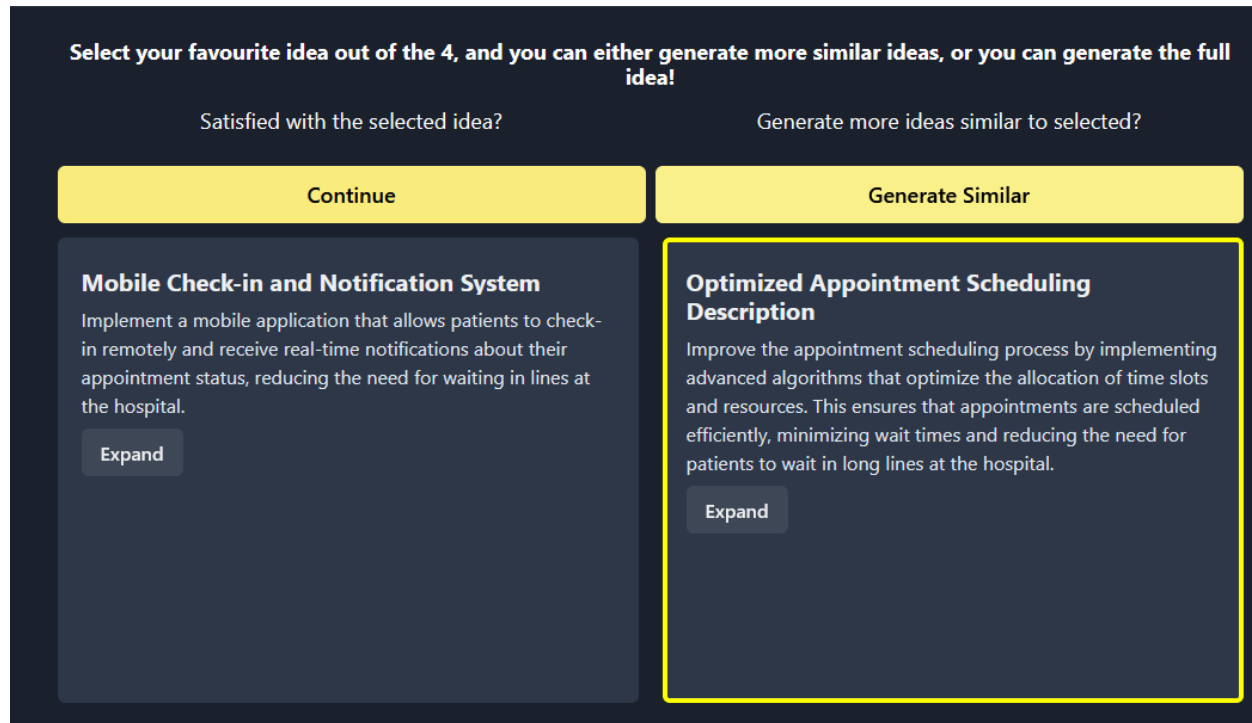 Select your favourite idea out of the 4, and you can either generate more similar ideas, or you can generate the full
idea!
Satisfied with the selected idea?
Generate more ideas similar to selected?
Continue
Generate Similar
Mobile Check-in and Notification System
Implement a mobile application that allows patients to check-
in remotely and receive real-time notifications about their
appointment status, reducing the need for waiting in lines at
the hospital.
Expand
Optimized Appointment Scheduling
Description
Improve the appointment scheduling process by implementing
advanced algorithms that optimize the allocation of time slots
and resources. This ensures that appointments are scheduled
efficiently, minimizing wait times and reducing the need for
patients to wait in long lines at the hospital.
Expand